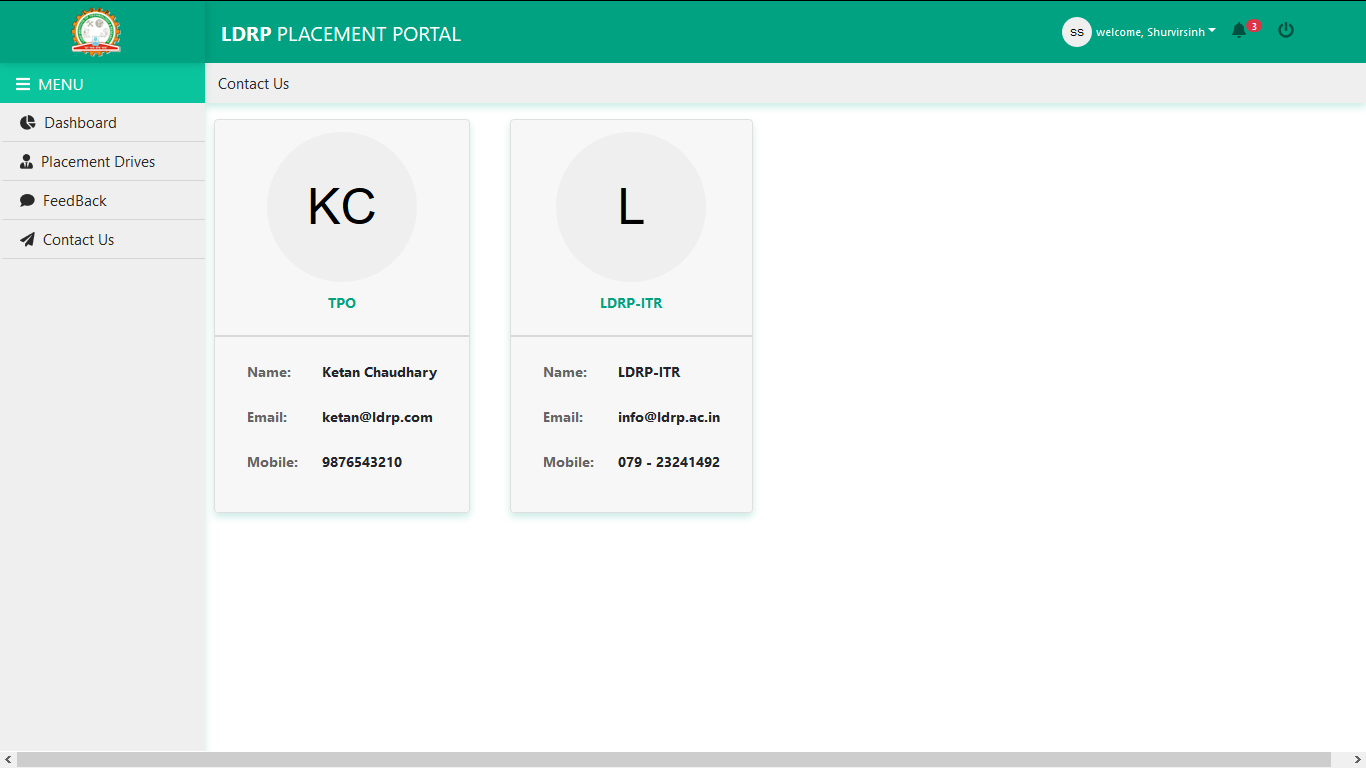 LDRP PLACEMENT PORTAL
SS welcome, Shurvirsinh 3
MENU
Contact Us
Dashboard
Placement Drives
FeedBack
Contact Us
KC
TPO
Name: Ketan Chaudhary
Email: ketan@ldrp.com
Mobile: 9876543210
L
LDRP-ITR
Name: LDRP-ITR
Email: info@ldrp.ac.in
Mobile: 079 - 23241492